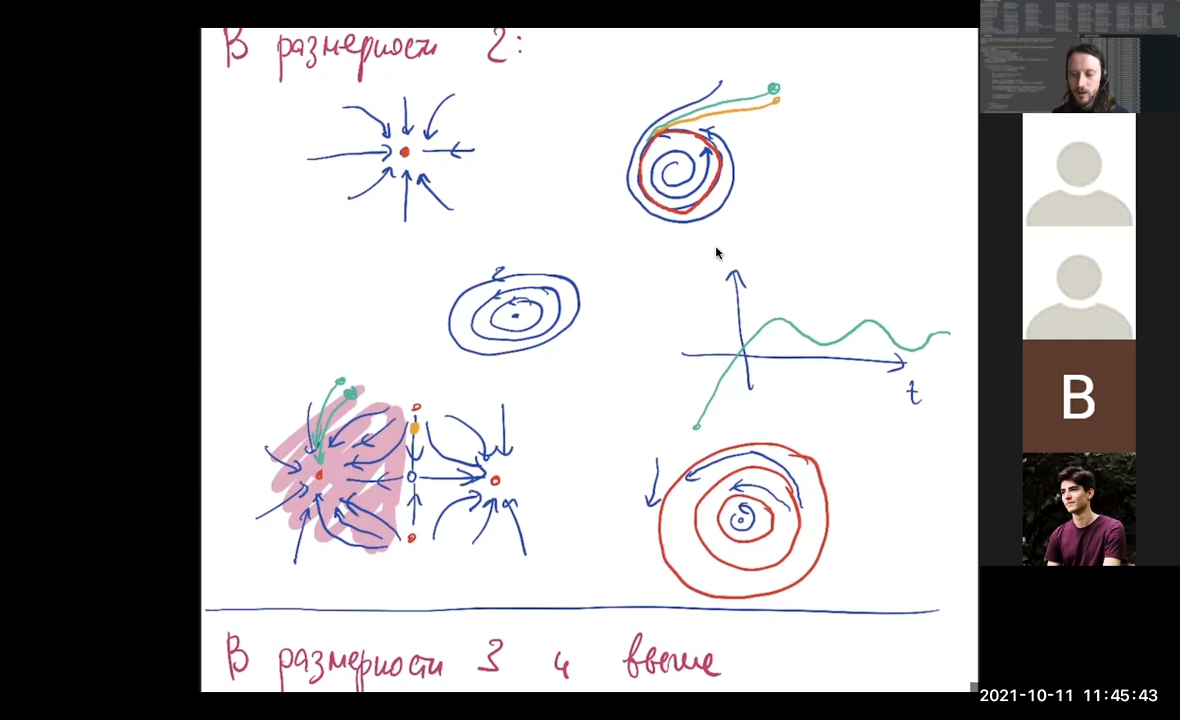 В размерности 2:
t
В размерности 3 и выше
B
2021-10-11 11:45:43